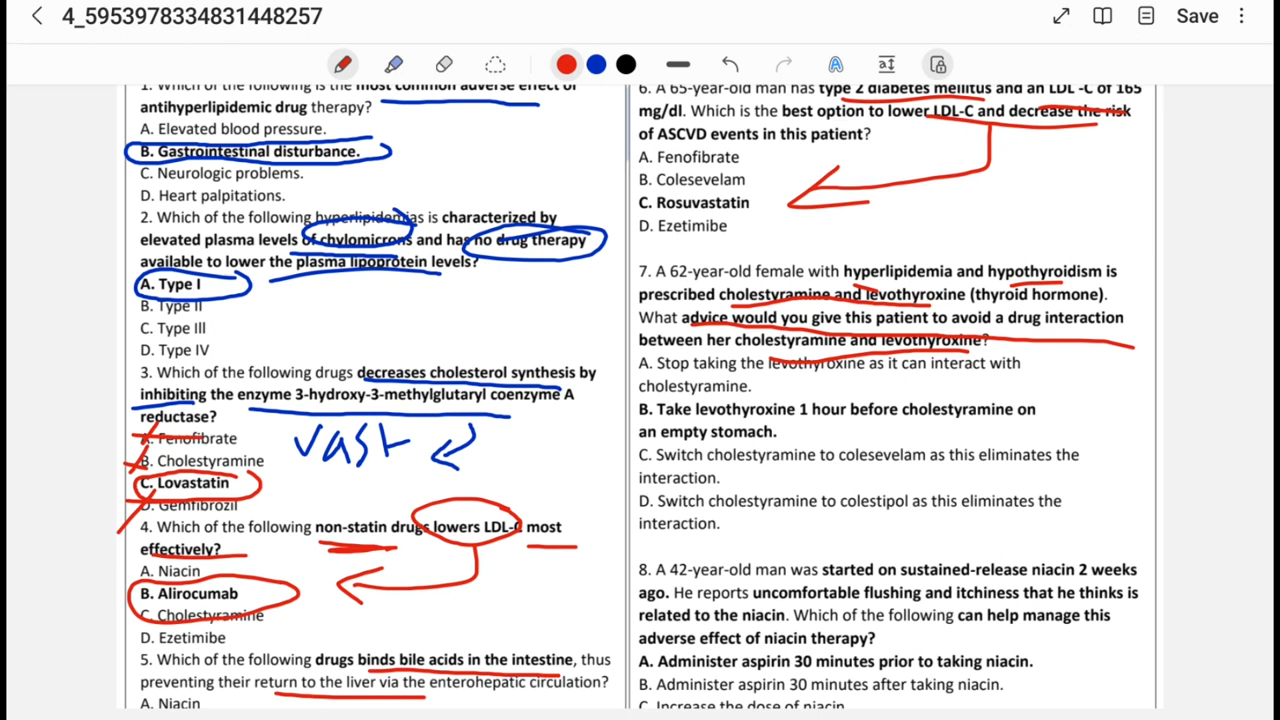 4_5953978334831448257
Save
1. Which of the following is the most common adverse effect of
antihyperlipidemic drug therapy?
A. Elevated blood pressure.
B. Gastrointestinal disturbance.
C. Neurologic problems.
D. Heart palpitations.
2. Which of the following hyperlipidemias is characterized by
elevated plasma levels of chylomicrons and has no drug therapy
available to lower the plasma lipoprotein levels?
A. Type I
B. Type II
C. Type III
D. Type IV
3. Which of the following drugs decreases cholesterol synthesis by
inhibiting the enzyme 3-hydroxy-3-methylglutaryl coenzyme A
reductase?
A. Fenofibrate
B. Cholestyramine
vast
C. Lovastatin
D. Gemfibrozil
4. Which of the following non-statin drugs lowers LDL-C most
effectively?
A. Niacin
B. Alirocumab
C. Cholestyramine
D. Ezetimibe
5. Which of the following drugs binds bile acids in the intestine, thus
preventing their return to the liver via the enterohepatic circulation?
A. Niacin
6. A 65-year-old man has type 2 diabetes mellitus and an LDL -C of 165
mg/dl. Which is the best option to lower LDL-C and decrease the risk
of ASCVD events in this patient?
A. Fenofibrate
B. Colesevelam
C. Rosuvastatin
D. Ezetimibe
7. A 62-year-old female with hyperlipidemia and hypothyroidism is
prescribed cholestyramine and levothyroxine (thyroid hormone).
What advice would you give this patient to avoid a drug interaction
between her cholestyramine and levothyroxine?
A. Stop taking the levothyroxine as it can interact with
cholestyramine.
B. Take levothyroxine 1 hour before cholestyramine on
an empty stomach.
C. Switch cholestyramine to colesevelam as this eliminates the
interaction.
D. Switch cholestyramine to colestipol as this eliminates the
interaction.
8. A 42-year-old man was started on sustained-release niacin 2 weeks
ago. He reports uncomfortable flushing and itchiness that he thinks is
related to the niacin. Which of the following can help manage this
adverse effect of niacin therapy?
A. Administer aspirin 30 minutes prior to taking niacin.
B. Administer aspirin 30 minutes after taking niacin.
C. Increase the dose of niacin